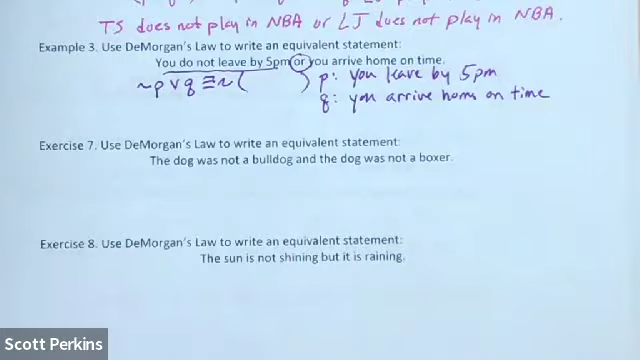 TS does not play in NBA or LJ does not play in NBA.
Example 3. Use DeMorgan's Law to write an equivalent statement:
You do not leave by 5pm or you arrive home on time.
~p ∨ q ≡ ~( ) p: you leave by 5pm
q: you arrive home on time
Exercise 7. Use DeMorgan's Law to write an equivalent statement:
The dog was not a bulldog and the dog was not a boxer.
Exercise 8. Use DeMorgan's Law to write an equivalent statement:
The sun is not shining but it is raining.
Scott Perkins